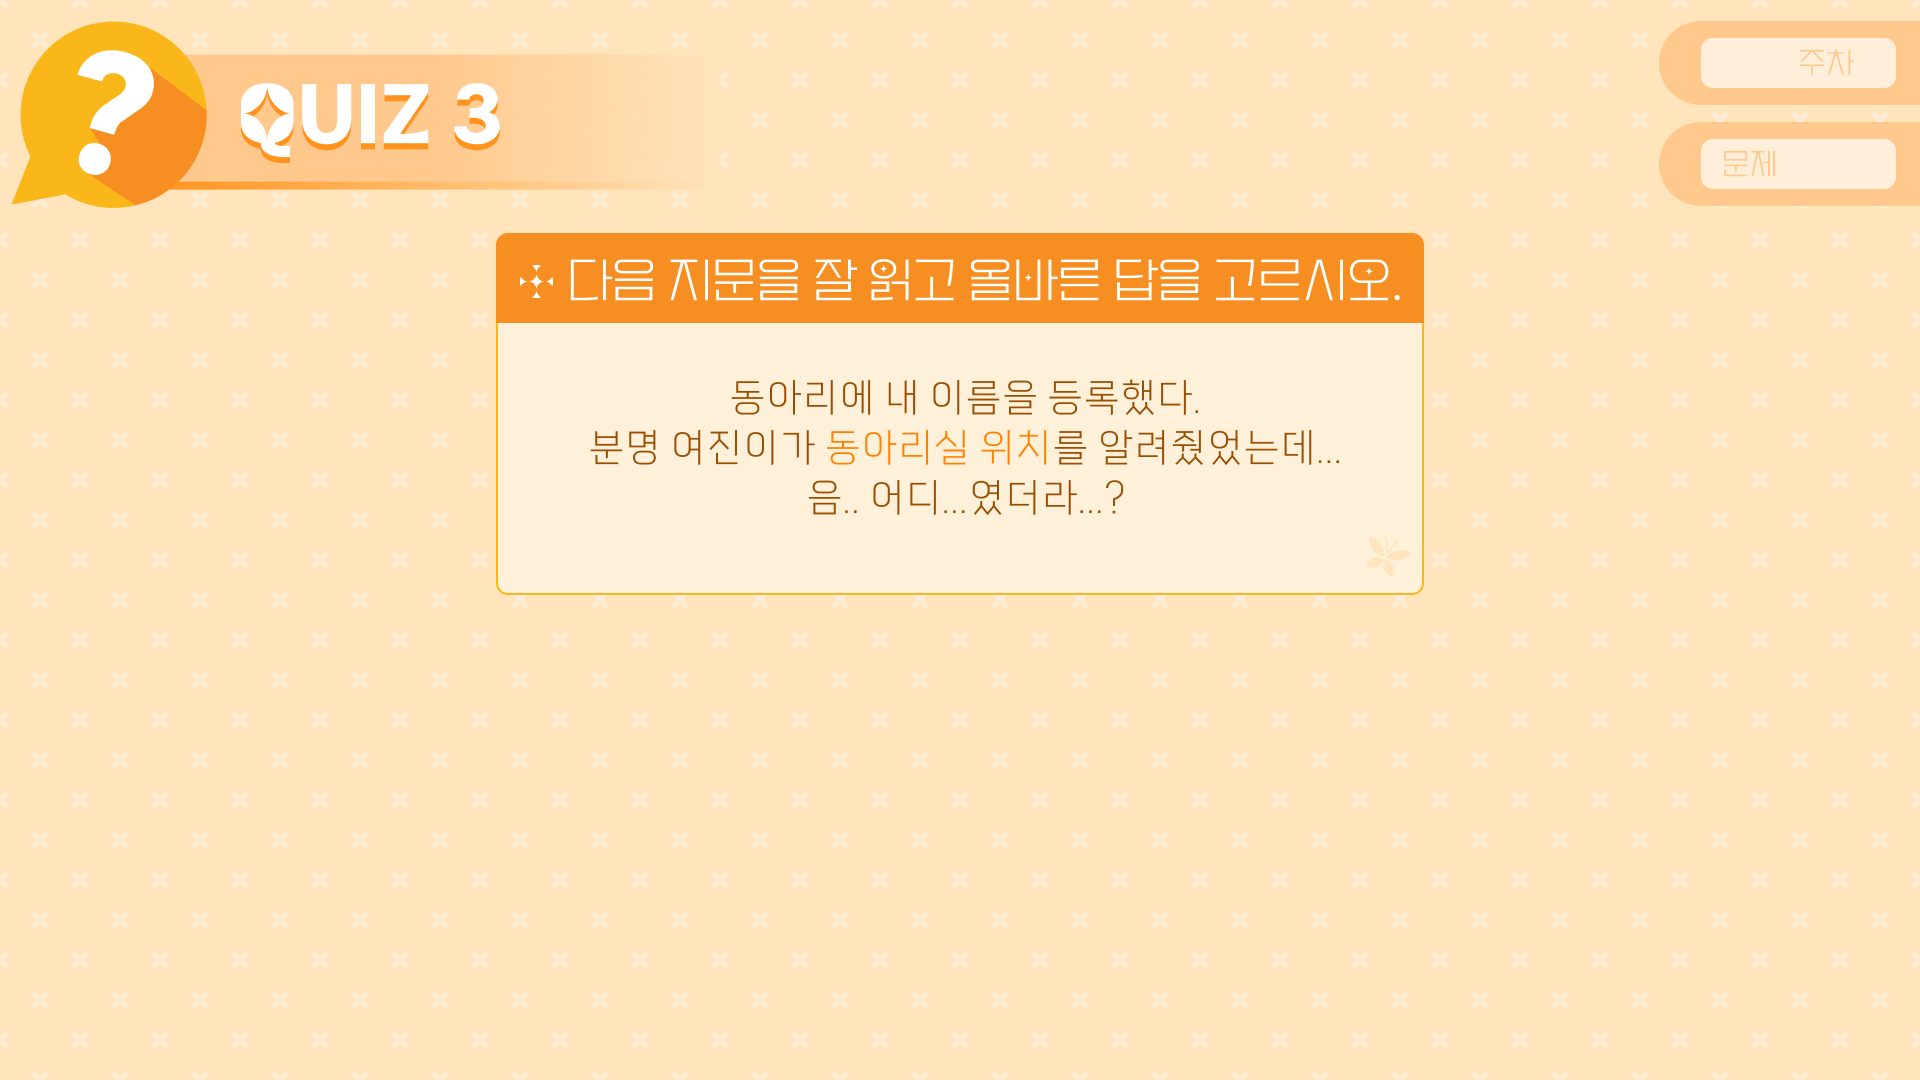 QUIZ 3
주차
문제
다음 지문을 잘 읽고 올바른 답을 고르시오.
동아리에 내 이름을 등록했다.
분명 여진이가 동아리실 위치를 알려줬었는데...
음.. 어디...였더라...?